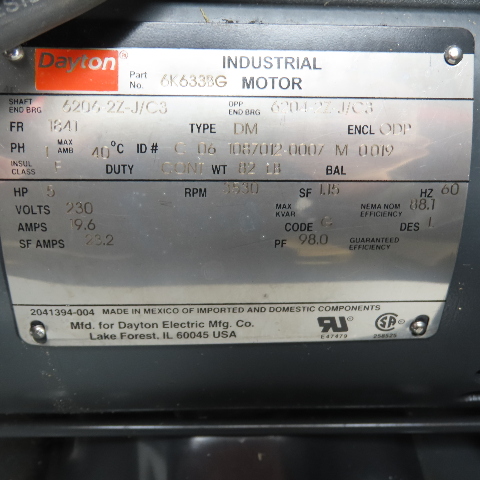 Dayton® INDUSTRIAL
Part No. 6K633BG MOTOR
SHAFT END BRG 6206 2Z-J/C3 OPP END BRG 6204 2Z-J/C3
FR 184T TYPE DM ENCL ODP
PH 1 MAX AMB 40°C ID# C 06 1087012-0007 M 0019
INSUL CLASS F DUTY CONT WT 82 LB BAL
HP 5 RPM 3530 SF 1.15 HZ 60
VOLTS 230 MAX KVAR NEMA NOM EFFICIENCY 88.1
AMPS 19.6 CODE G DES L
SF AMPS 23.2 PF 98.0 GUARANTEED EFFICIENCY
2041394-004 MADE IN MEXICO OF IMPORTED AND DOMESTIC COMPONENTS
Mfd. for Dayton Electric Mfg. Co.
Lake Forest, IL 60045 USA
E47479